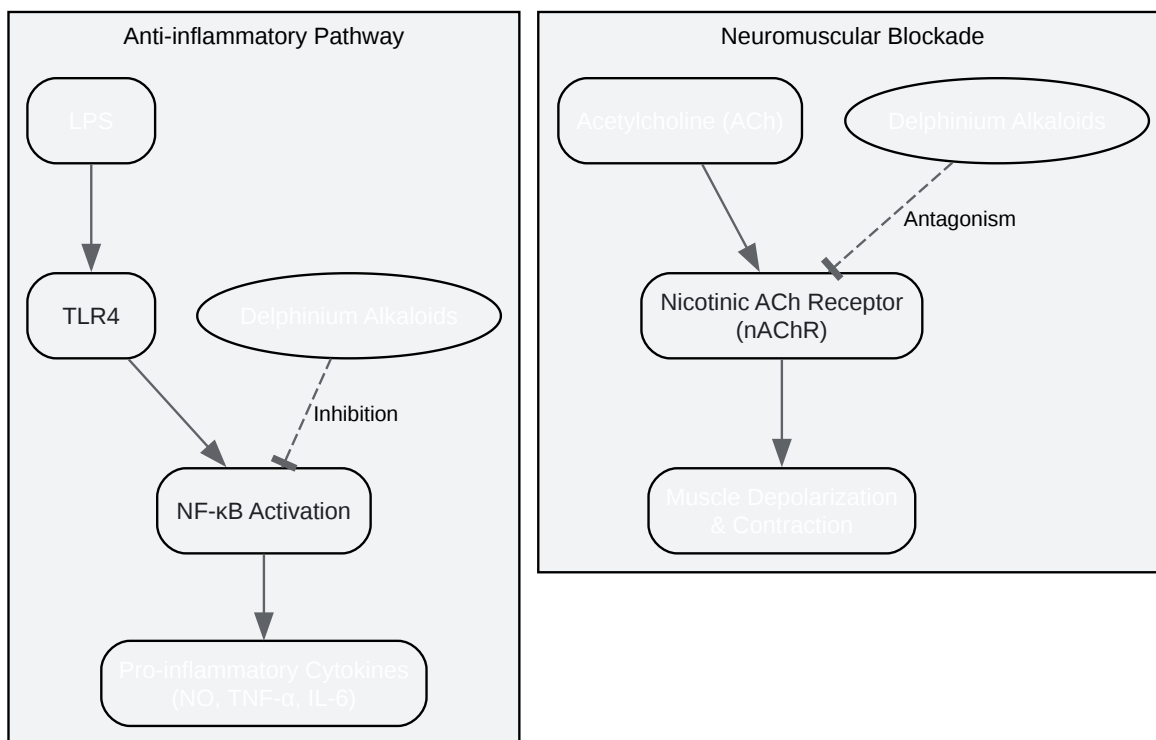 Anti-inflammatory Pathway
LPS
TLR4
Delphinium Alkaloids
Inhibition
NF-κB Activation
Pro-inflammatory Cytokines
(NO, TNF-α, IL-6)
Neuromuscular Blockade
Acetylcholine (ACh)
Delphinium Alkaloids
Antagonism
Nicotinic ACh Receptor
(nAChR)
Muscle Depolarization
& Contraction